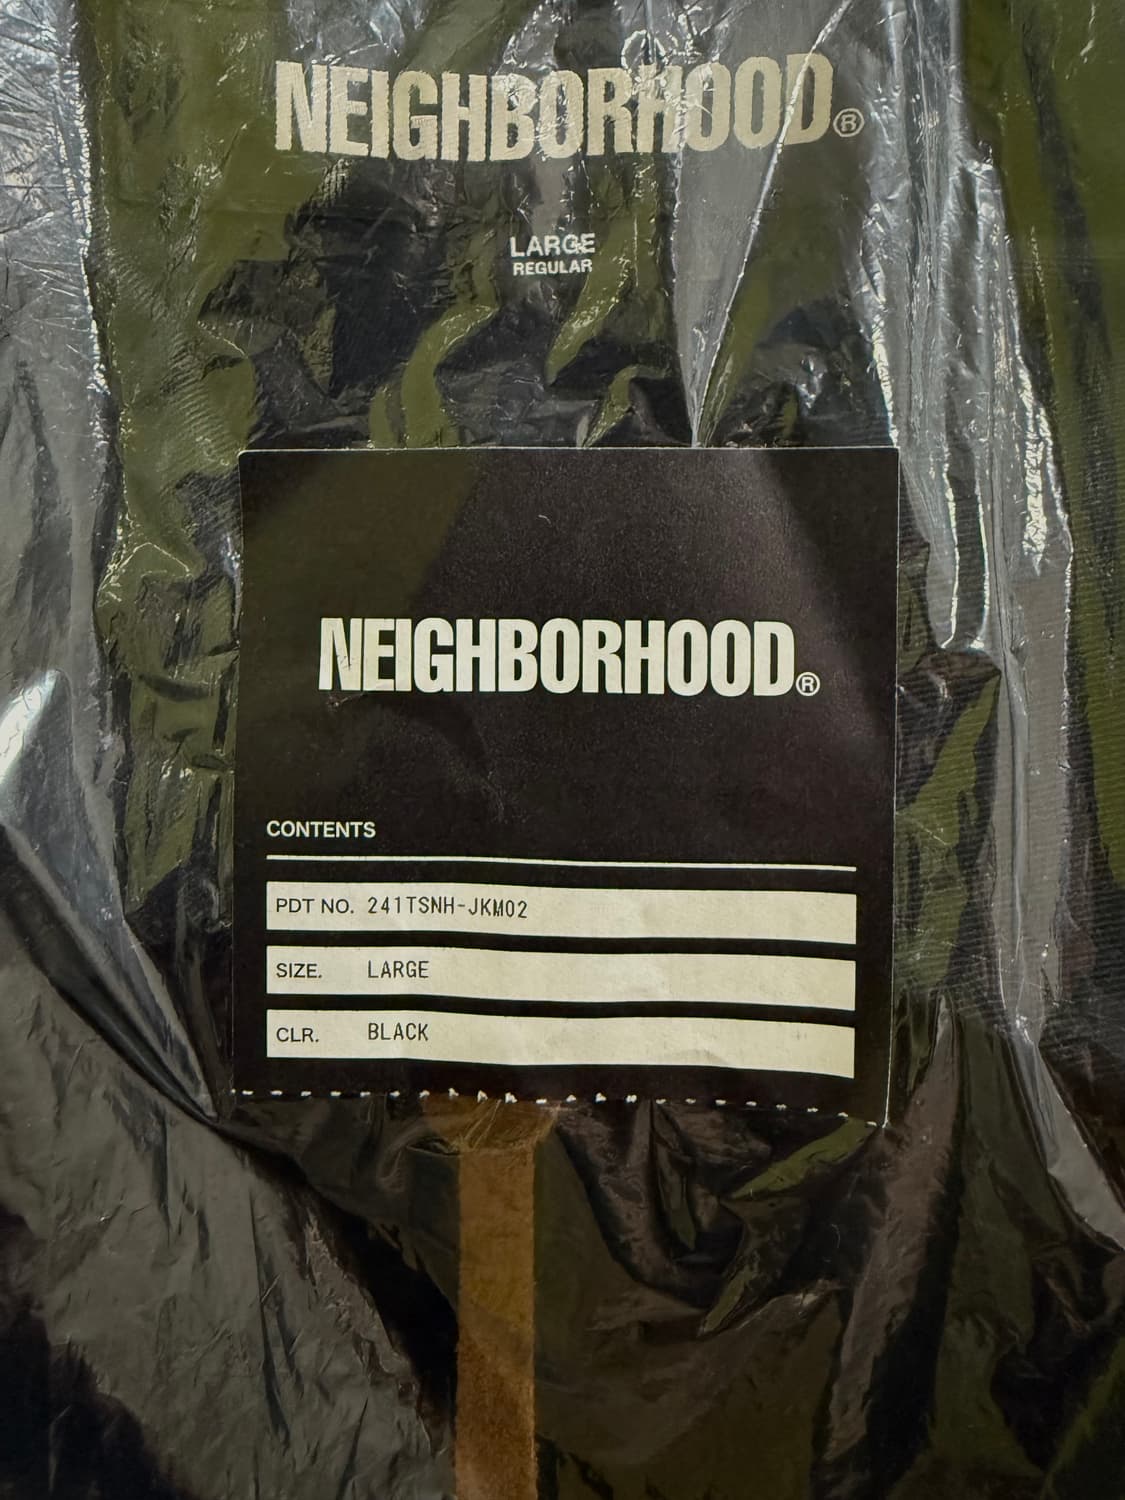 NEIGHBORHOOD®
LARGE
REGULAR
NEIGHBORHOOD®
CONTENTS
PDT NO. 241TSNH-JKM02
SIZE. LARGE
CLR. BLACK